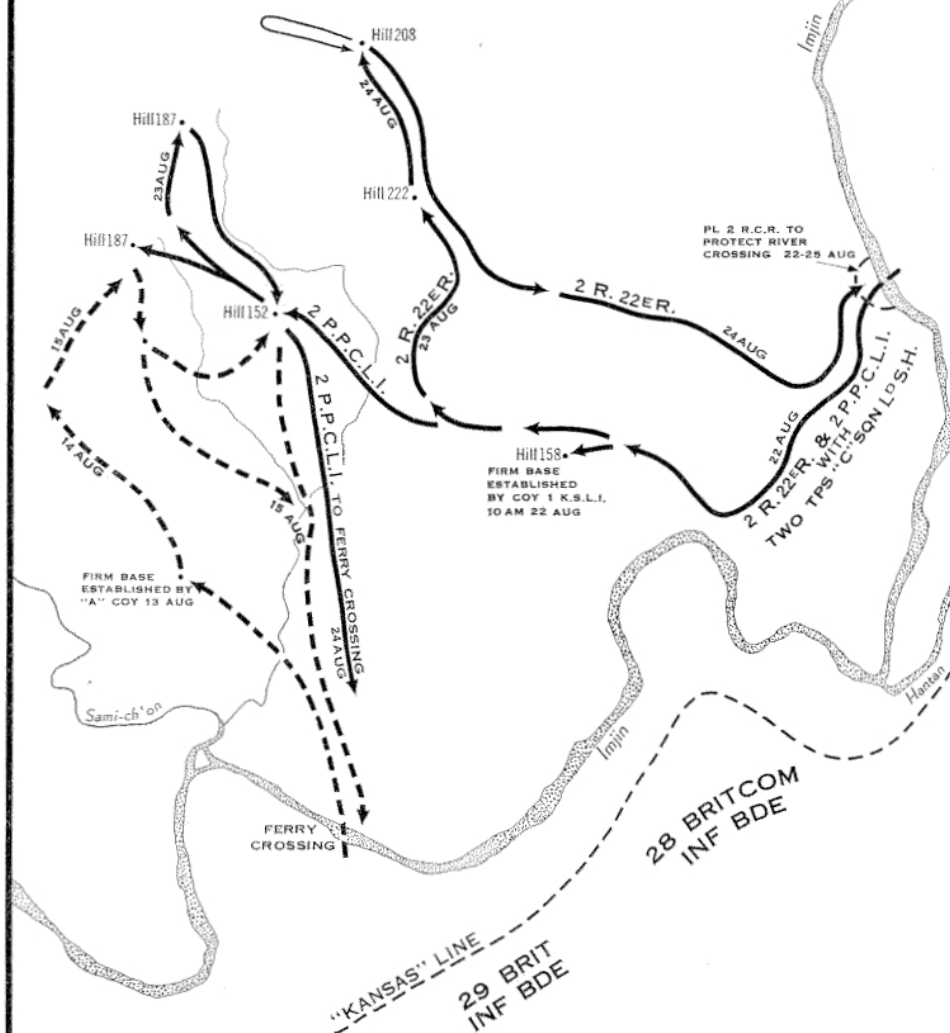 Imjin
Hill 208
24 AUG
Hill 187
23 AUG
Hill 222
PL 2 R.C.R. TO
PROTECT RIVER
CROSSING 22-25 AUG
Hill 187
Hill 152
2 P.P.C.L.I.
2 R. 22ER.
23 AUG
2 R. 22ER.
24 AUG
15 AUG
14 AUG
15 AUG
2 P.P.C.L.I. TO FERRY CROSSING
24 AUG
Hill 158
FIRM BASE
ESTABLISHED
BY COY 1 K.S.L.I.
10 AM 22 AUG
22 AUG
2 R. 22ER. & 2 P.P.C.L.I.
WITH
TWO TPS "C" SQN LD S.H.
FIRM BASE
ESTABLISHED BY
"A" COY 13 AUG
Sami-ch'on
Imjin
Hantan
FERRY
CROSSING
28 BRITCOM
INF BDE
"KANSAS" LINE
29 BRIT
INF BDE